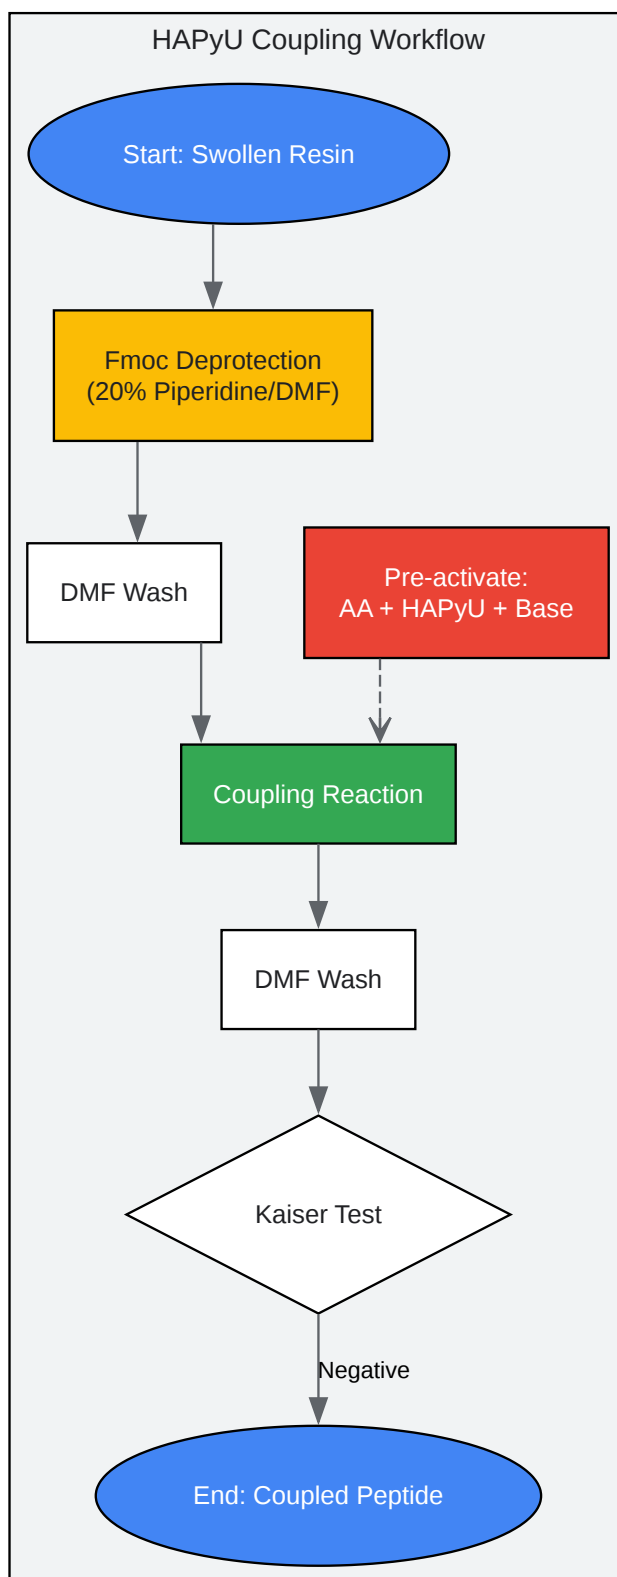 HAPyU Coupling Workflow
Start: Swollen Resin
Fmoc Deprotection
(20% Piperidine/DMF)
DMF Wash
Pre-activate:
AA + HAPyU + Base
Coupling Reaction
DMF Wash
Kaiser Test
Negative
End: Coupled Peptide